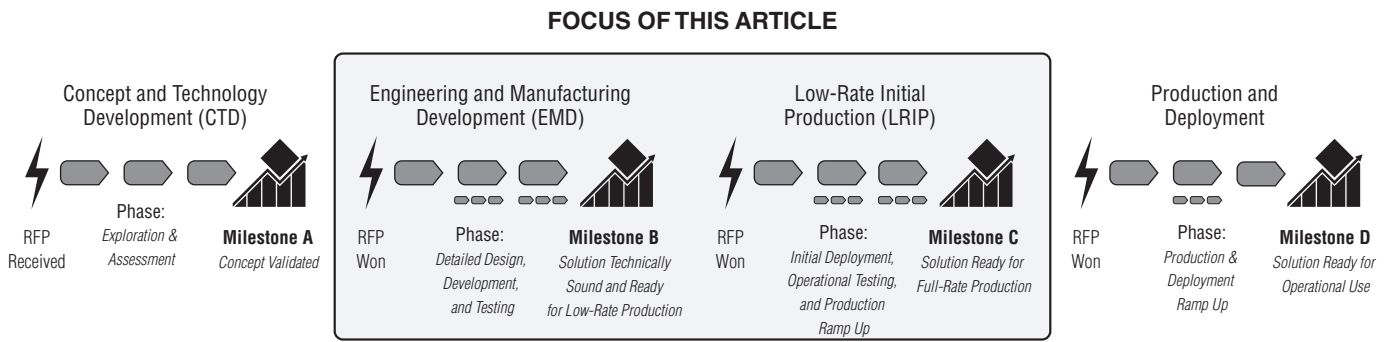 FOCUS OF THIS ARTICLE
Concept and Technology
Development (CTD)
RFP
Received
Phase:
Exploration &
Assessment
Milestone A
Concept Validated
Engineering and Manufacturing
Development (EMD)
RFP
Won
Phase:
Detailed Design,
Development,
and Testing
Milestone B
Solution Technically
Sound and Ready
for Low-Rate Production
Low-Rate Initial
Production (LRIP)
RFP
Won
Phase:
Initial Deployment,
Operational Testing,
and Production
Ramp Up
Milestone C
Solution Ready for
Full-Rate Production
Production and
Deployment
RFP
Won
Phase:
Production &
Deployment
Ramp Up
Milestone D
Solution Ready for
Operational Use